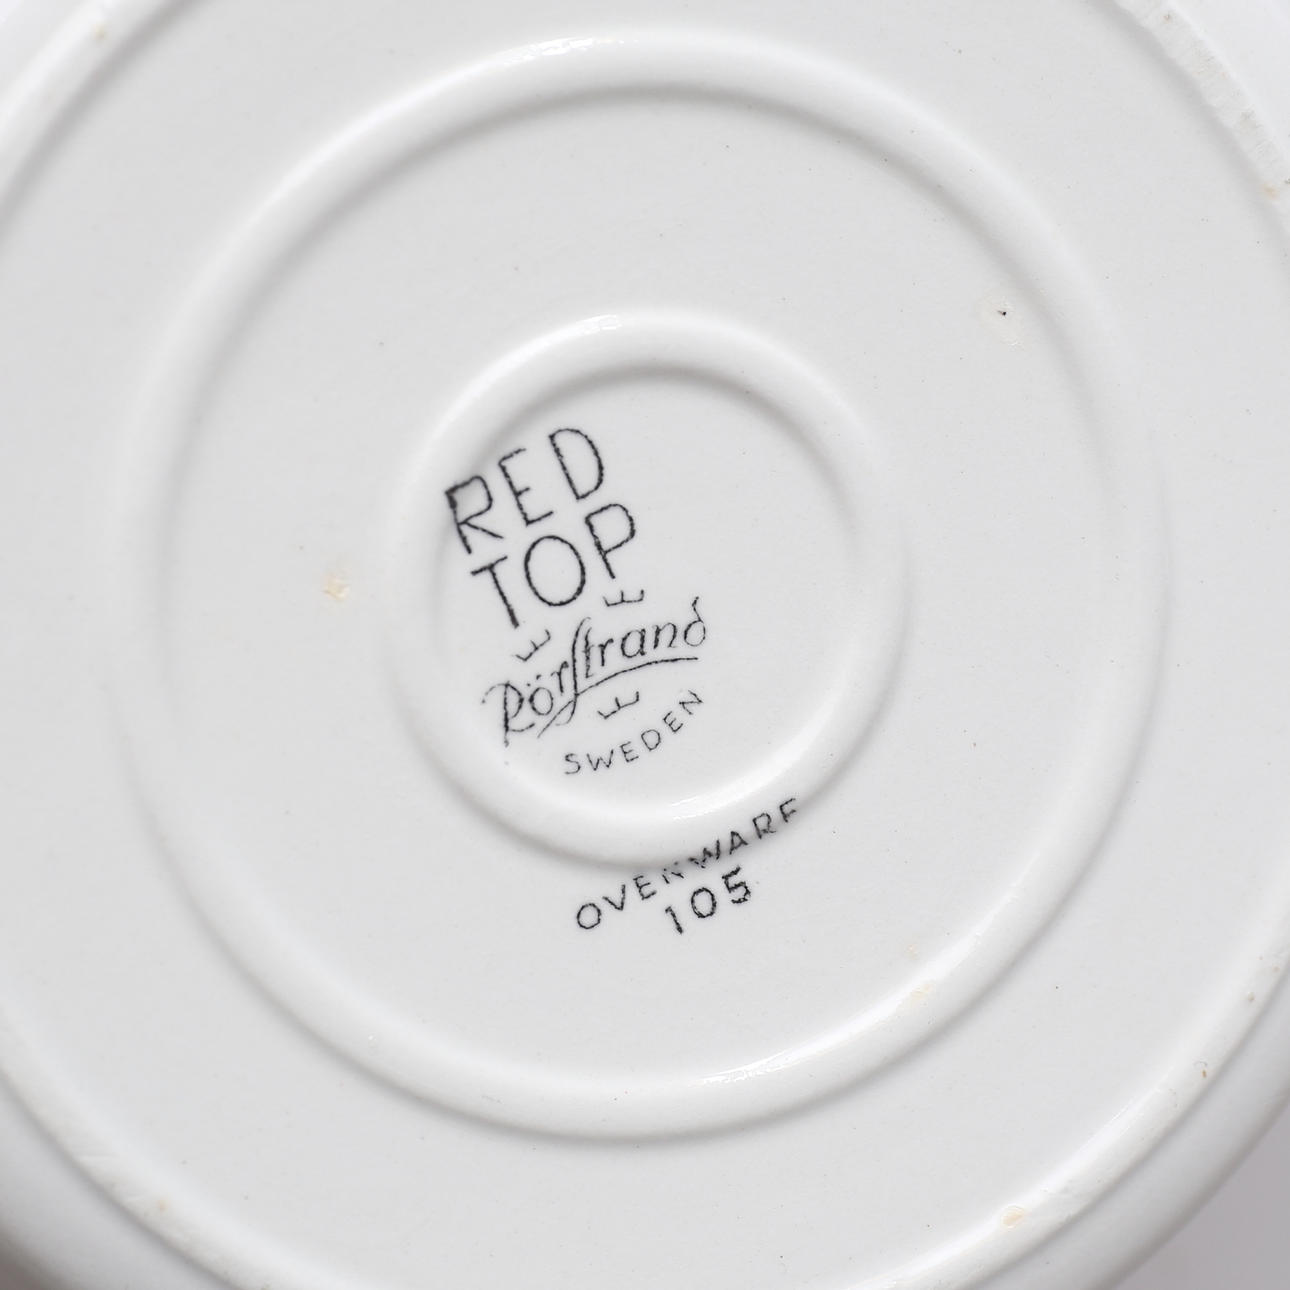 RED
TOP
Rörstrand
SWEDEN
OVENWARE
105